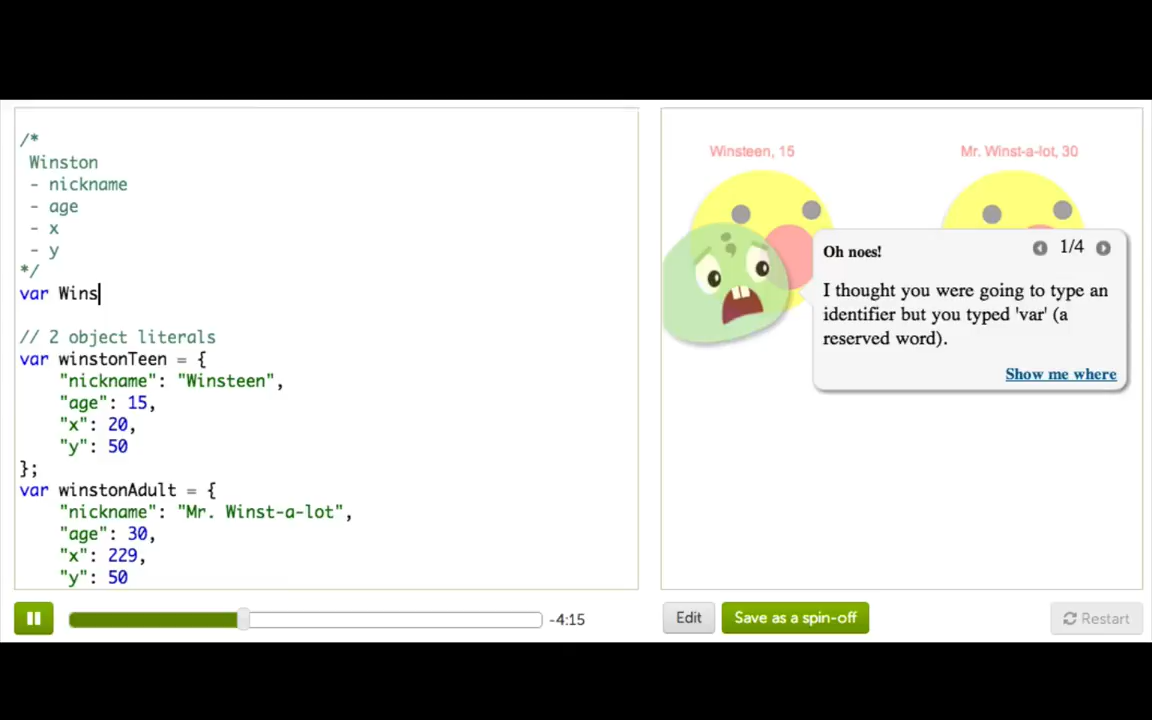 /*
Winston
- nickname
- age
- x
- y
*/
var Wins
// 2 object literals
var winstonTeen = {
"nickname": "Winsteen",
"age": 15,
"x": 20,
"y": 50
};
var winstonAdult = {
"nickname": "Mr. Winst-a-lot",
"age": 30,
"x": 229,
"y": 50
-4:15
Winsteen, 15
Mr. Winst-a-lot, 30
Oh noes!
1/4
I thought you were going to type an
identifier but you typed 'var' (a
reserved word).
Show me where
Edit
Save as a spin-off
Restart